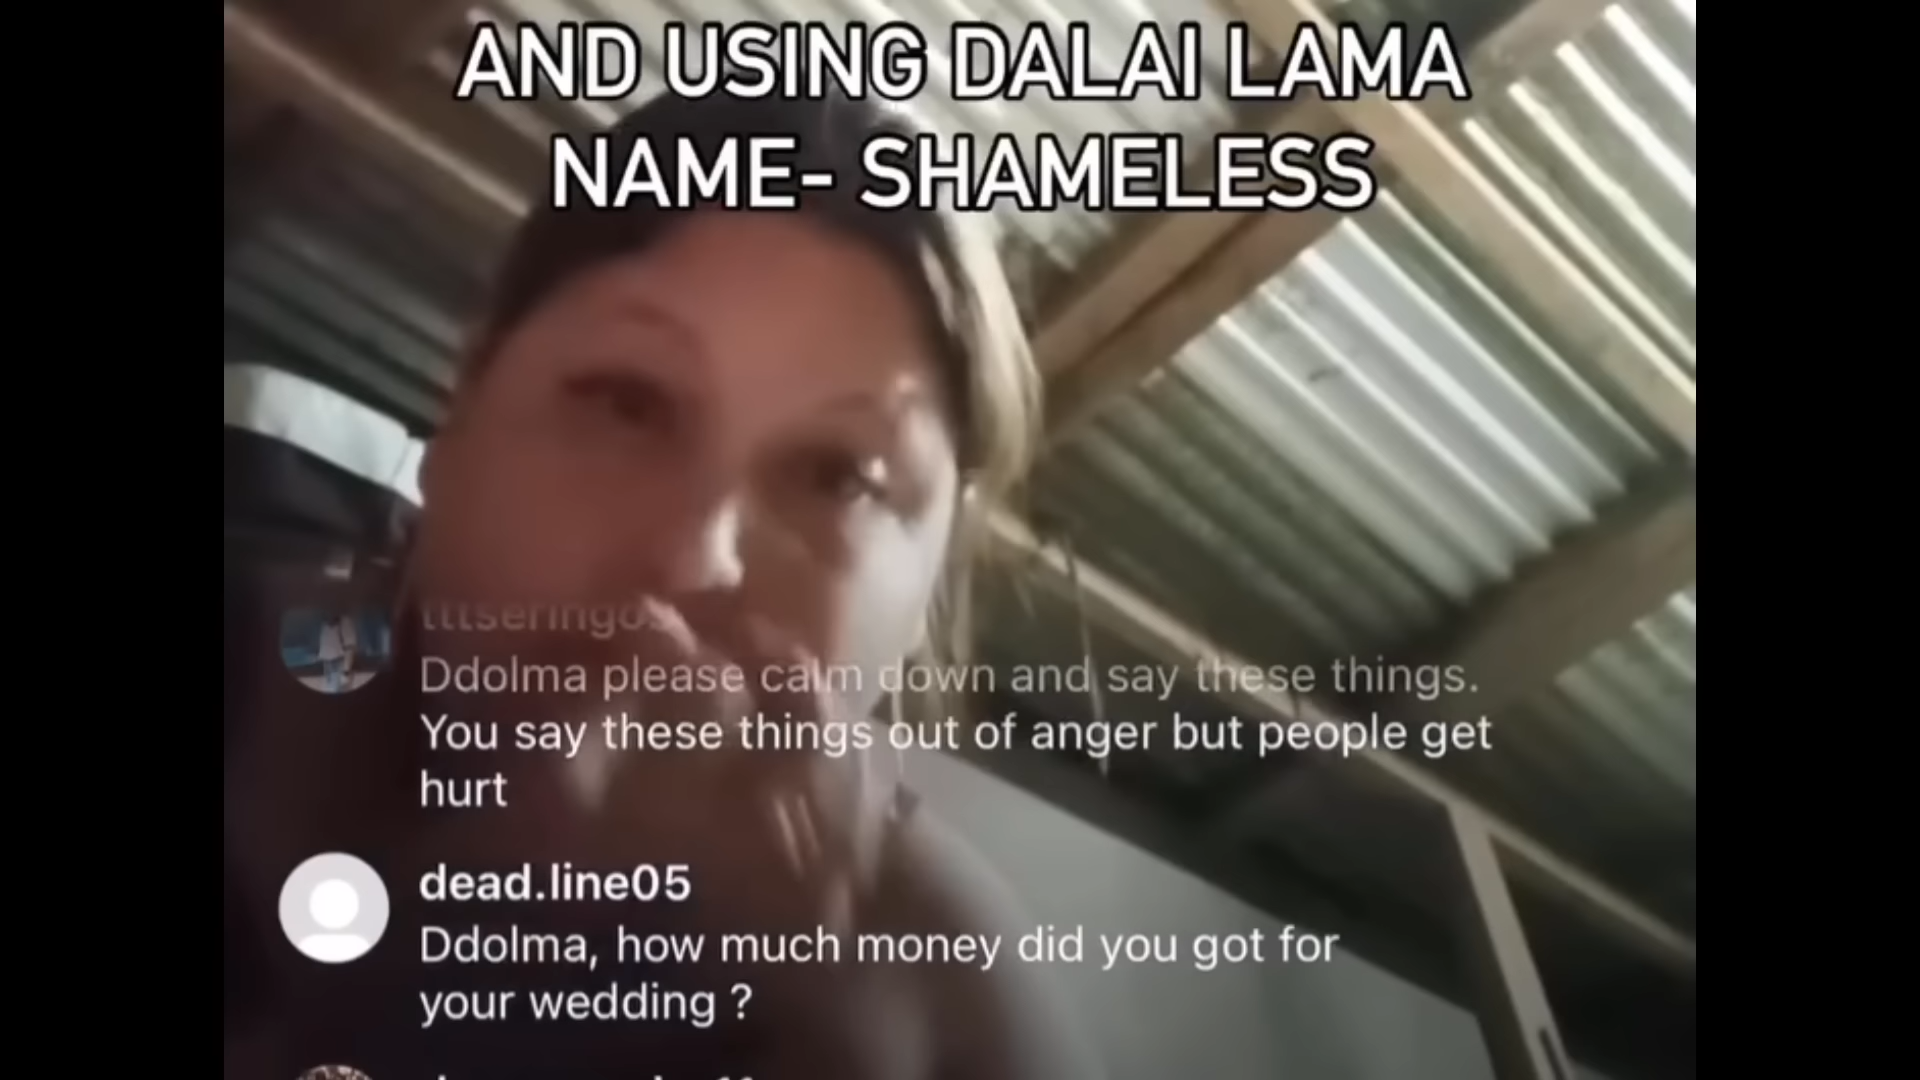 AND USING DALAI LAMA
NAME- SHAMELESS
Ddolma please calm down and say these things.
You say these things out of anger but people get
hurt
dead.line05
Ddolma, how much money did you got for
your wedding ?